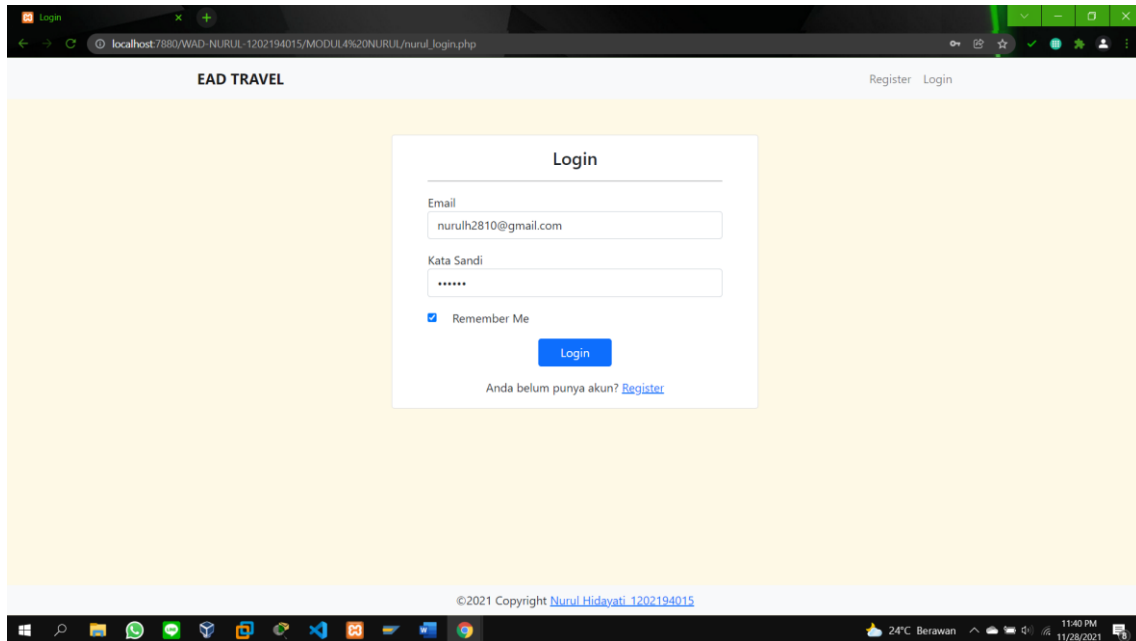 Login
localhost:7880/WAD-NURUL-1202194015/MODUL4%20NURUL/nurul_login.php
EAD TRAVEL Register Login
Login
Email
nurulh2810@gmail.com
Kata Sandi
Remember Me
Login
Anda belum punya akun? Register
©2021 Copyright Nurul Hidayati_1202194015
24°C Berawan 11:40 PM
11/28/2021